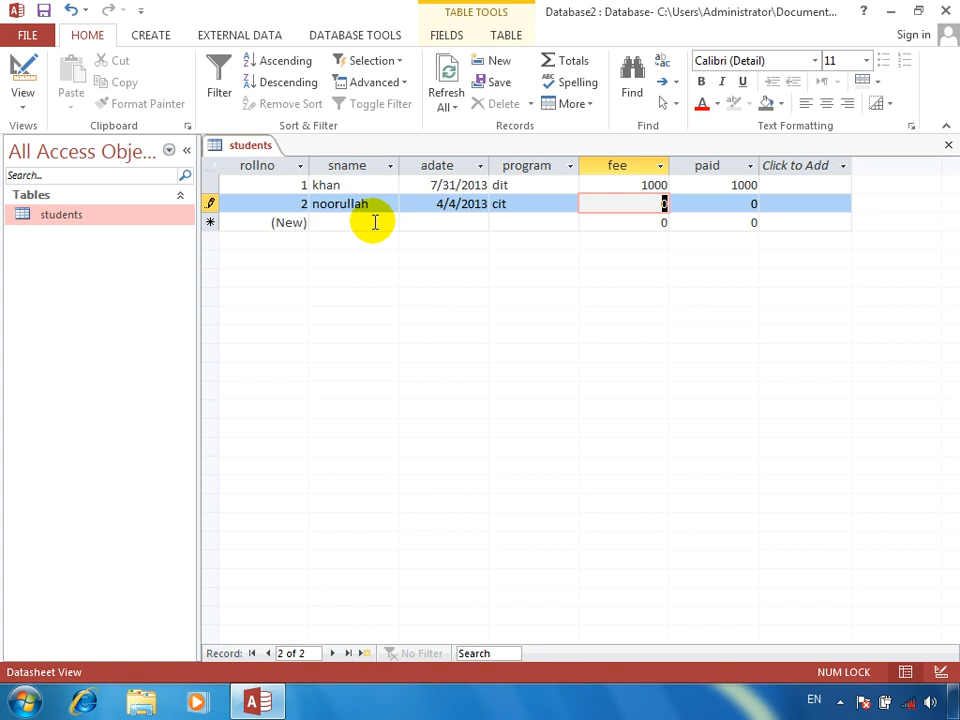 TABLE TOOLS
Database2 : Database- C:\Users\Administrator\Document...
?
FILE
HOME
CREATE
EXTERNAL DATA
DATABASE TOOLS
FIELDS
TABLE
Sign in
View
Views
Paste
Cut
Copy
Format Painter
Clipboard
Filter
Ascending
Descending
Remove Sort
Selection
Advanced
Toggle Filter
Sort & Filter
Refresh All
New
Save
Delete
Totals
Spelling
More
Records
Find
Find
Calibri (Detail)
11
B I U
A
Text Formatting
All Access Obje...
Search...
Tables
students
students
rollno sname adate program fee paid Click to Add
1 khan 7/31/2013 dit 1000 1000
2 noorullah 4/4/2013 cit 0 0
(New) 0 0
Record: 2 of 2 No Filter Search
Datasheet View
NUM LOCK
EN